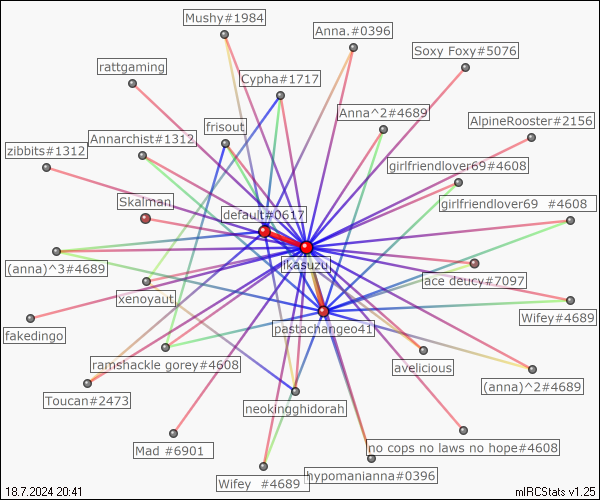 Mushy#1984
Anna.#0396
Soxy Foxy#5076
rattgaming
Cypha#1717
Anna^2#4689
AlpineRooster#2156
frisout
Annarchist#1312
zibbits#1312
girlfriendlover69#4608
Skalman
girlfriendlover69 #4608
default#0617
ikasuzu
(anna)^3#4689
ace deucy#7097
xenoyaut
Wifey#4689
fakedingo
pastachangeo41
ramshackle gorey#4608
avelicious
(anna)^2#4689
Toucan#2473
neokingghidorah
Mad #6901
no cops no laws no hope#4608
Wifey #4689
hypomanianna#0396
18.7.2024 20:41
mIRCStats v1.25